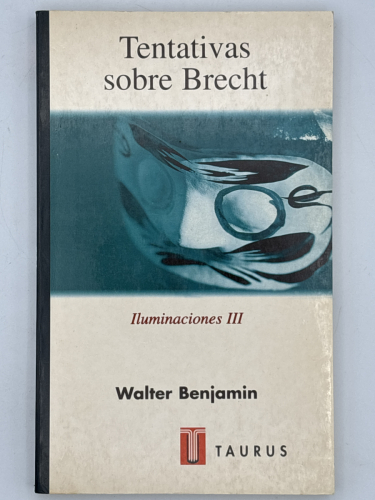 Tentativas
sobre Brecht
Iluminaciones III
Walter Benjamin
TAURUS